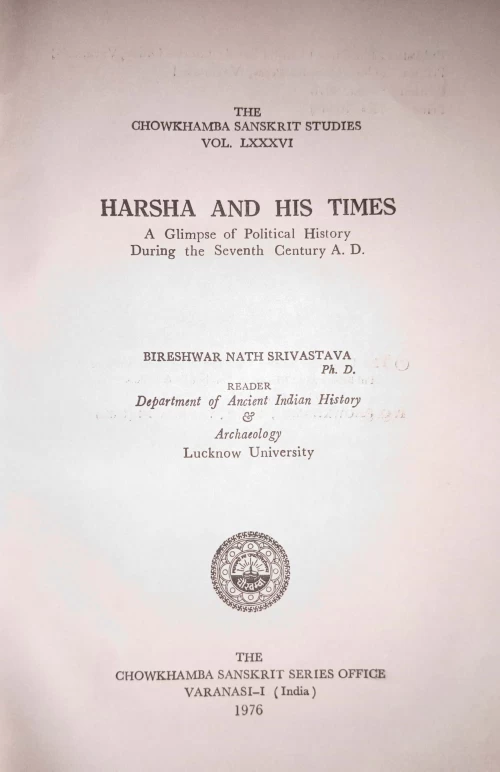 THE
CHOWKHAMBA SANSKRIT STUDIES
VOL. LXXXVI
HARSHA AND HIS TIMES
A Glimpse of Political History
During the Seventh Century A. D.
BIRESHWAR NATH SRIVASTAVA
Ph. D.
READER
Department of Ancient Indian History
&
Archaeology
Lucknow University
THE
CHOWKHAMBA SANSKRIT SERIES OFFICE
VARANASI-I (India)
1976